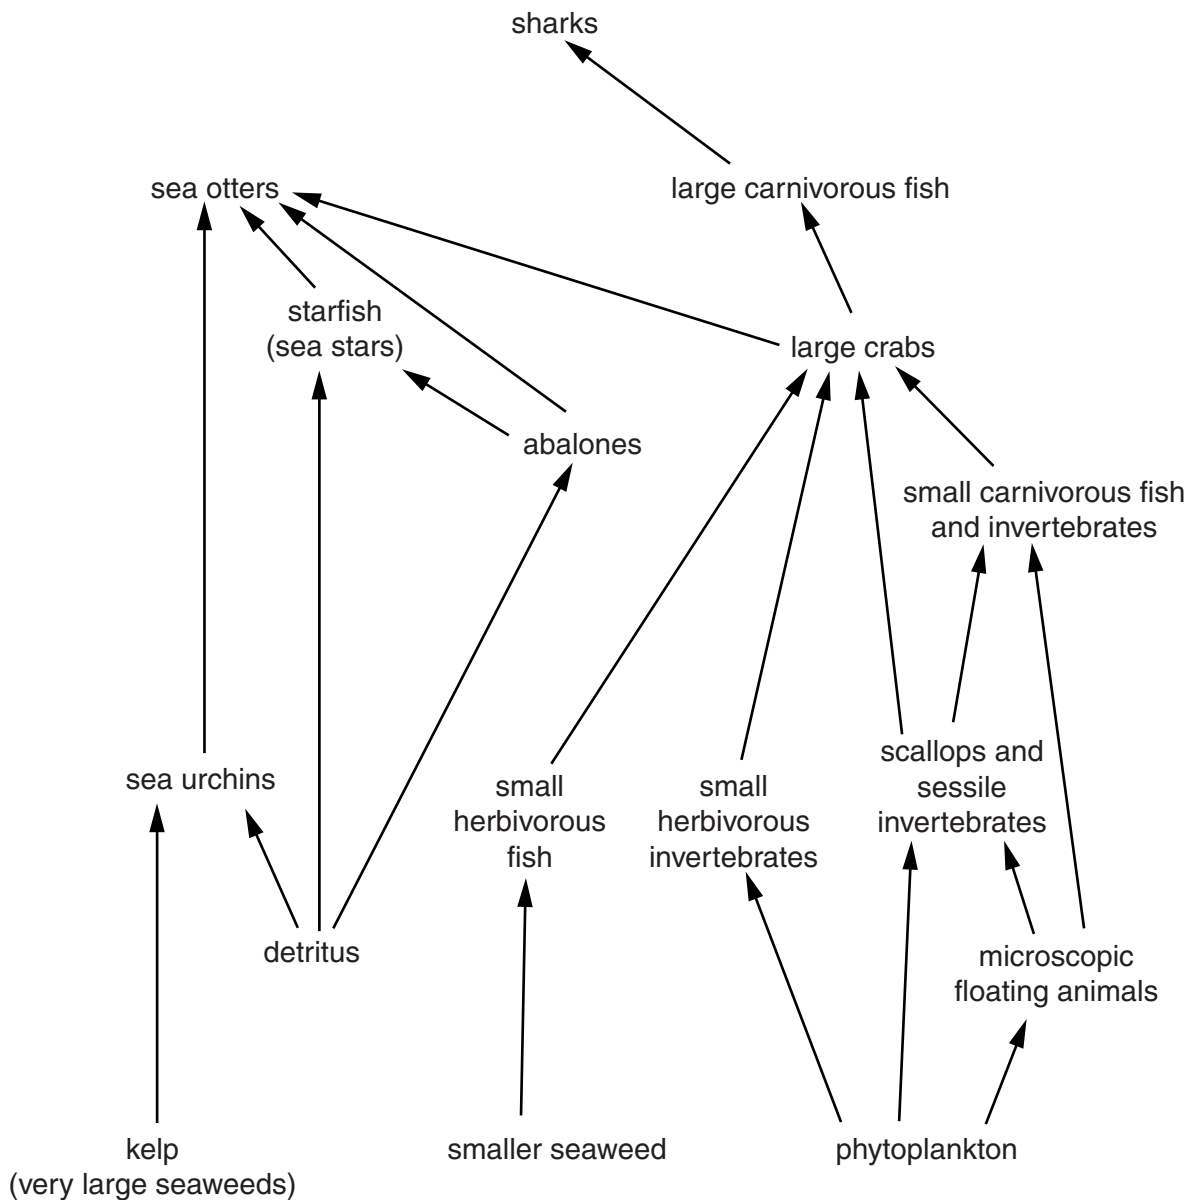 sharks
sea otters
large carnivorous fish
starfish
(sea stars)
large crabs
abalones
small carnivorous fish
and invertebrates
sea urchins
small
herbivorous
fish
small
herbivorous
invertebrates
scallops and
sessile
invertebrates
detritus
microscopic
floating animals
kelp
(very large seaweeds)
smaller seaweed
phytoplankton